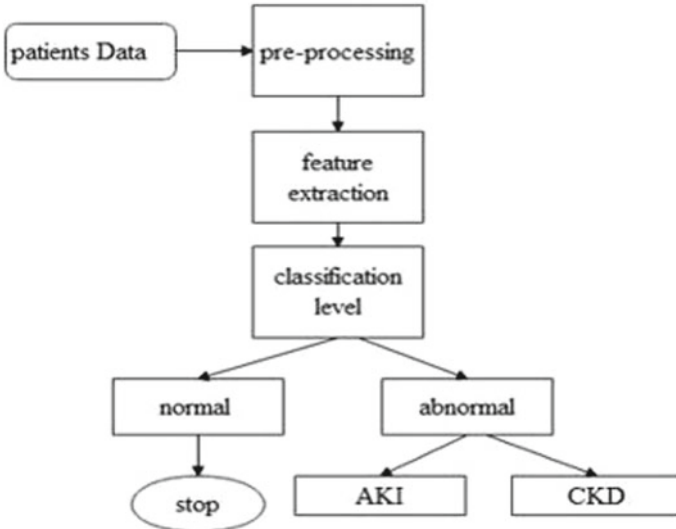 patients Data
pre-processing
feature
extraction
classification
level
normal
abnormal
stop
AKI
CKD